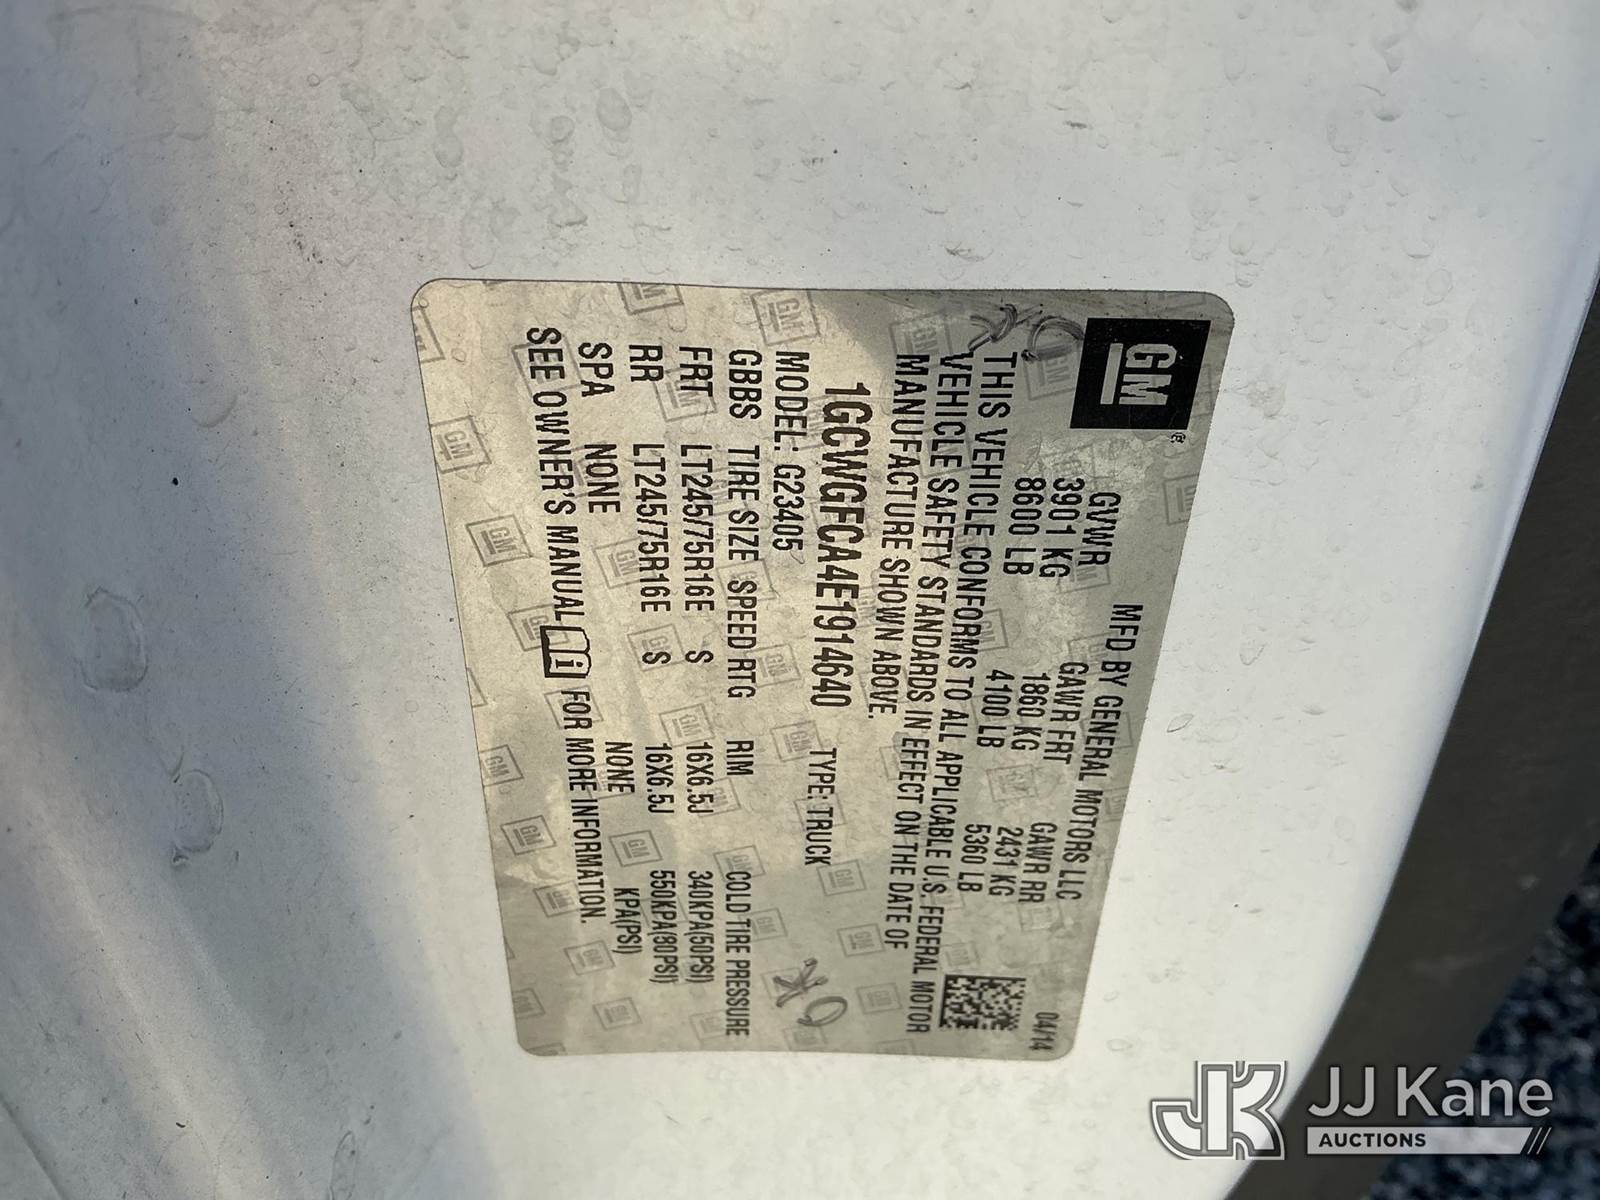 GM
MFD BY GENERAL MOTORS LLC 04/14
GVWR GAWR FRT GAWR RR
3901 KG 1860 KG 2431 KG
8600 LB 4100 LB 5360 LB
THIS VEHICLE CONFORMS TO ALL APPLICABLE U.S. FEDERAL MOTOR
VEHICLE SAFETY STANDARDS IN EFFECT ON THE DATE OF
MANUFACTURE SHOWN ABOVE.
1GCWGFCA4E1914640 TYPE: TRUCK
MODEL: G23405
GBBS TIRE SIZE SPEED RTG RIM COLD TIRE PRESSURE
FRT LT245/75R16E S 16X6.5J 340KPA(50PSI)
RR LT245/75R16E S 16X6.5J 550KPA(80PSI)
SPA NONE NONE KPA(PSI)
SEE OWNER'S MANUAL FOR MORE INFORMATION.
OK
JK JJ Kane
AUCTIONS